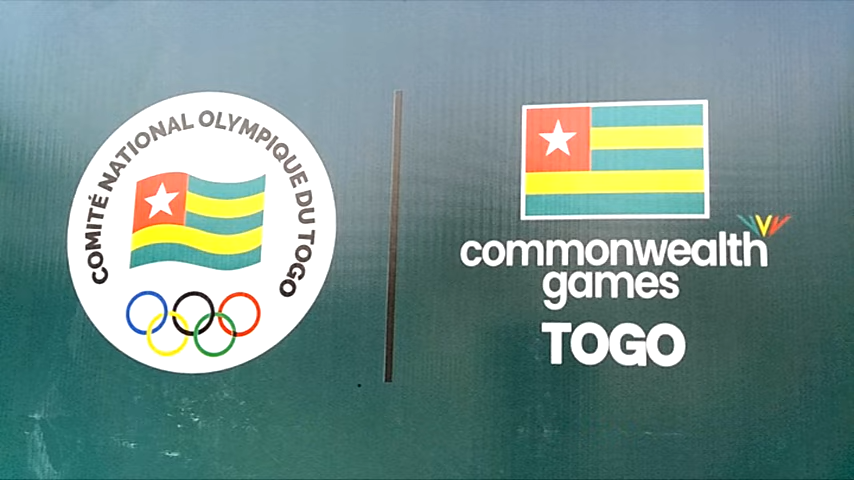 COMITÉ NATIONAL OLYMPIQUE DU TOGO
commonwealth
games
TOGO